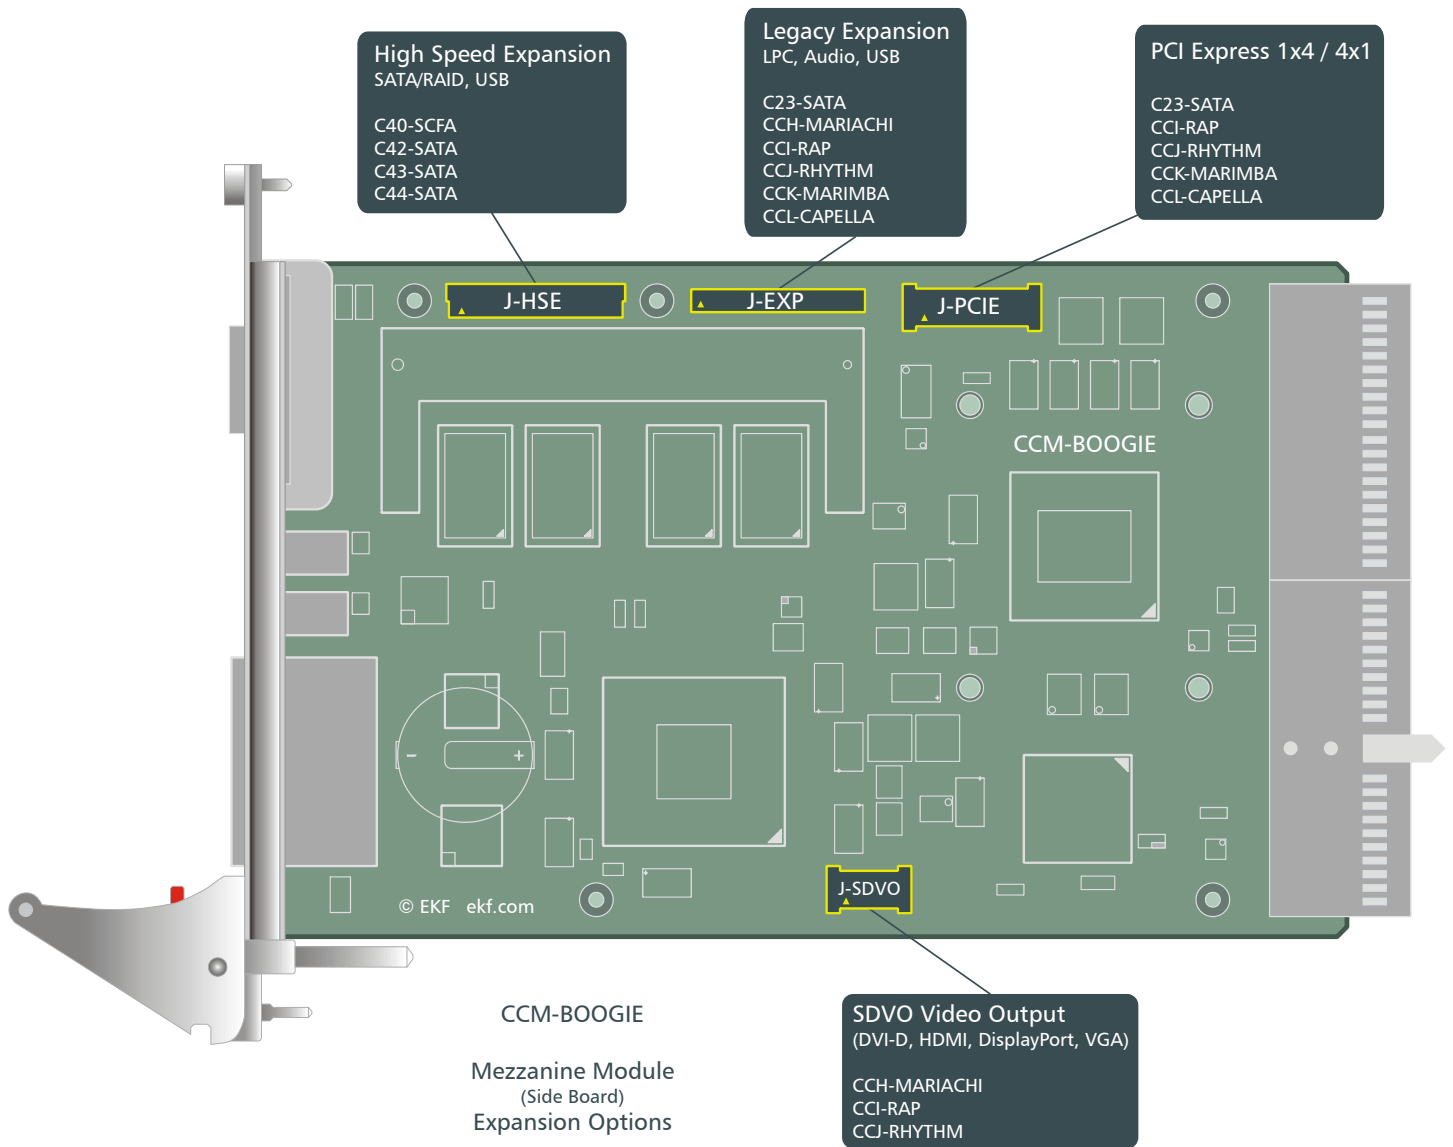 High Speed Expansion
SATA/RAID, USB
C40-SCFA
C42-SATA
C43-SATA
C44-SATA
Legacy Expansion
LPC, Audio, USB
C23-SATA
CCH-MARIACHI
CCI-RAP
CCJ-RHYTHM
CCK-MARIMBA
CCL-CAPELLA
PCI Express 1x4 / 4x1
C23-SATA
CCI-RAP
CCJ-RHYTHM
CCK-MARIMBA
CCL-CAPELLA
J-HSE
J-EXP
J-PCIE
CCM-BOOGIE
- +
J-SDVO
© EKF ekf.com
CCM-BOOGIE
Mezzanine Module
(Side Board)
Expansion Options
SDVO Video Output
(DVI-D, HDMI, DisplayPort, VGA)
CCH-MARIACHI
CCI-RAP
CCJ-RHYTHM